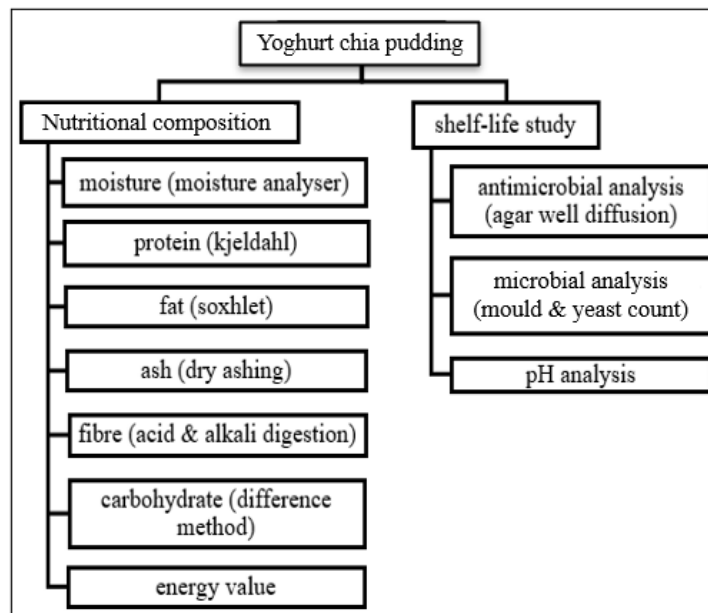 Yoghurt chia pudding
Nutritional composition
moisture (moisture analyser)
protein (kjeldahl)
fat (soxhlet)
ash (dry ashing)
fibre (acid & alkali digestion)
carbohydrate (difference
method)
energy value
shelf-life study
antimicrobial analysis
(agar well diffusion)
microbial analysis
(mould & yeast count)
pH analysis